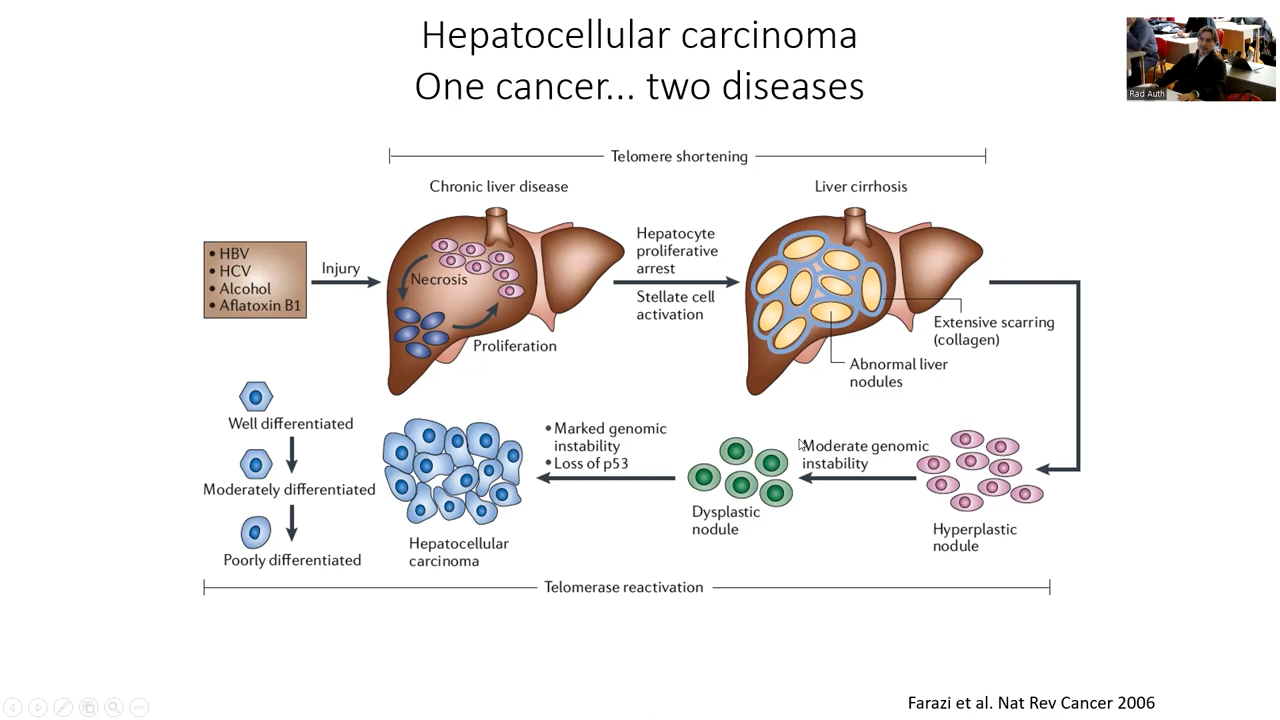 Hepatocellular carcinoma
One cancer... two diseases
Rad Auth
Telomere shortening
Chronic liver disease
Liver cirrhosis
• HBV
• HCV
• Alcohol
• Aflatoxin B1
Injury
Necrosis
Proliferation
Hepatocyte
proliferative
arrest
Stellate cell
activation
Extensive scarring
(collagen)
Abnormal liver
nodules
Well differentiated
Moderately differentiated
Poorly differentiated
Hepatocellular
carcinoma
• Marked genomic
instability
• Loss of p53
Dysplastic
nodule
Moderate genomic
instability
Hyperplastic
nodule
Telomerase reactivation
Farazi et al. Nat Rev Cancer 2006